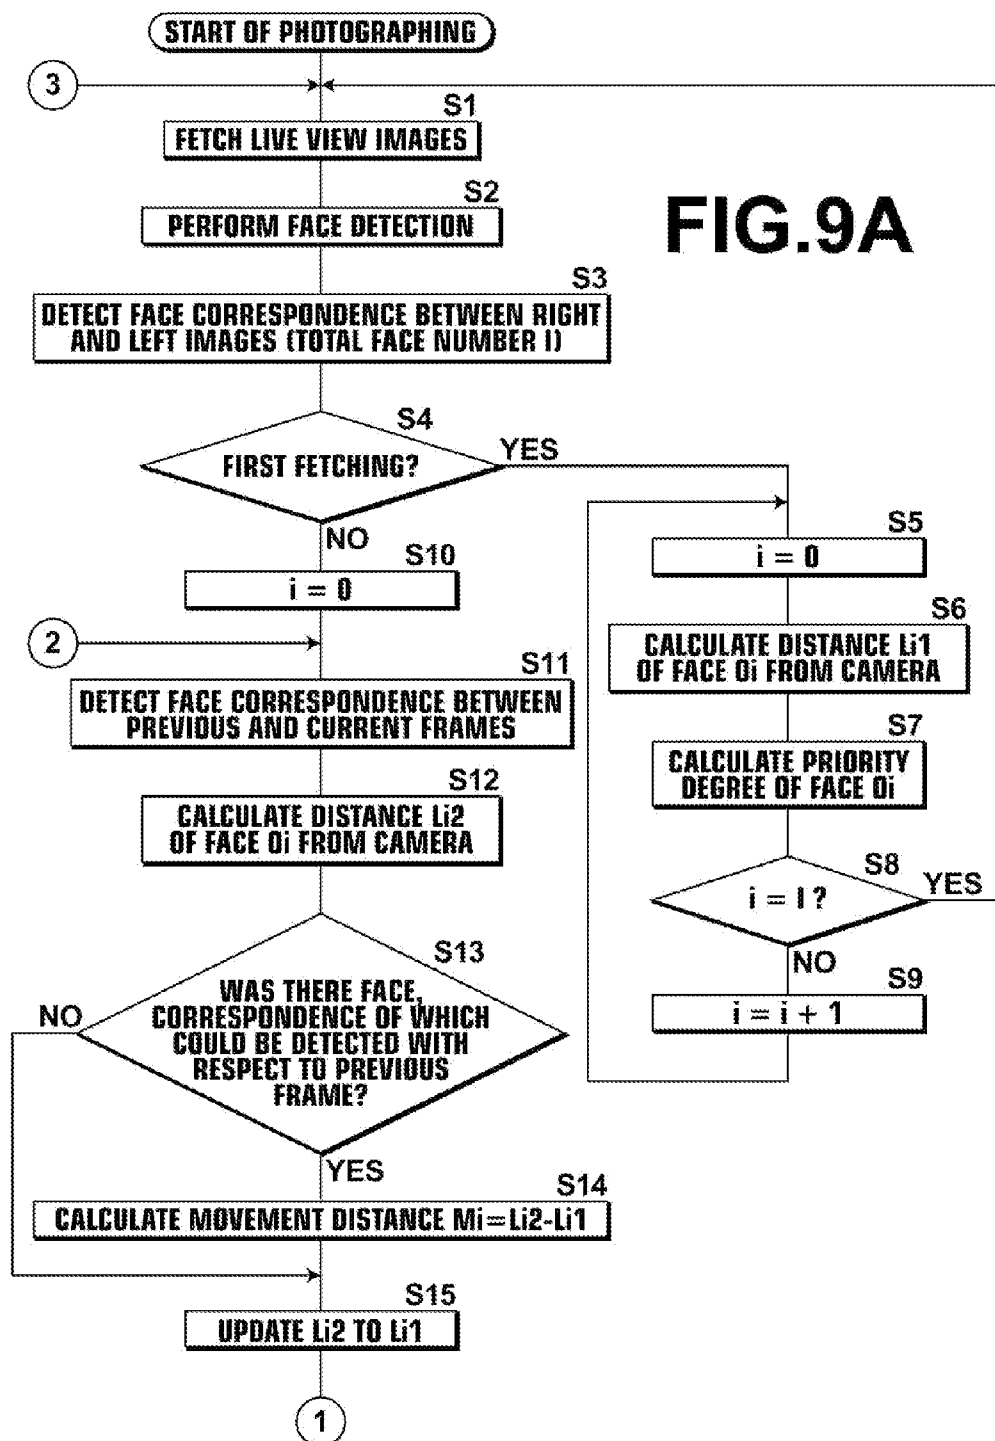 START OF PHOTOGRAPHING
3
S1
FETCH LIVE VIEW IMAGES
S2
PERFORM FACE DETECTION
FIG.9A
S3
DETECT FACE CORRESPONDENCE BETWEEN RIGHT
AND LEFT IMAGES (TOTAL FACE NUMBER I)
S4
FIRST FETCHING?
YES
NO
S10
i = 0
2
S11
DETECT FACE CORRESPONDENCE BETWEEN
PREVIOUS AND CURRENT FRAMES
S12
CALCULATE DISTANCE Li2
OF FACE Oi FROM CAMERA
S13
WAS THERE FACE,
CORRESPONDENCE OF WHICH
COULD BE DETECTED WITH
RESPECT TO PREVIOUS
FRAME?
NO
YES
S14
CALCULATE MOVEMENT DISTANCE Mi=Li2-Li1
S15
UPDATE Li2 TO Li1
1
S5
i = 0
S6
CALCULATE DISTANCE Li1
OF FACE Oi FROM CAMERA
S7
CALCULATE PRIORITY
DEGREE OF FACE Oi
S8
i = I ?
YES
NO
S9
i = i + 1